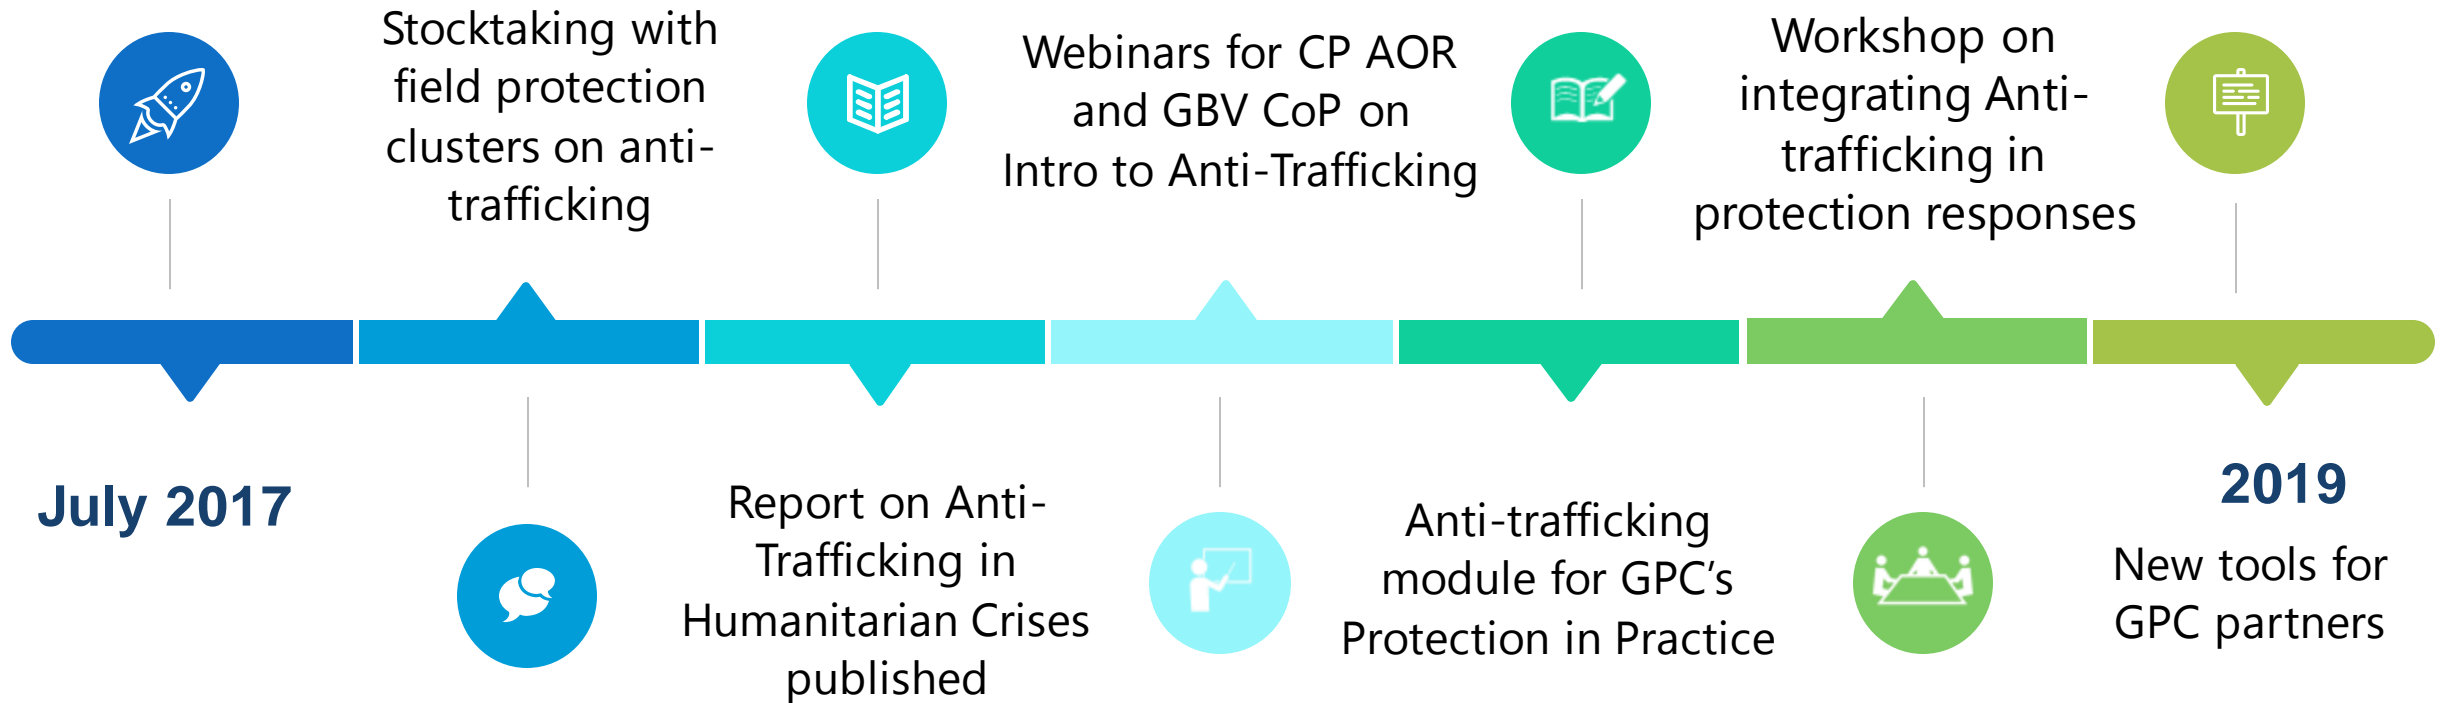 July 2017
Stocktaking with
field protection
clusters on anti-
trafficking
Report on Anti-
Trafficking in
Humanitarian Crises
published
Webinars for CP AOR
and GBV CoP on
Intro to Anti-Trafficking
Anti-trafficking
module for GPC’s
Protection in Practice
Workshop on
integrating Anti-
trafficking in
protection responses
2019
New tools for
GPC partners